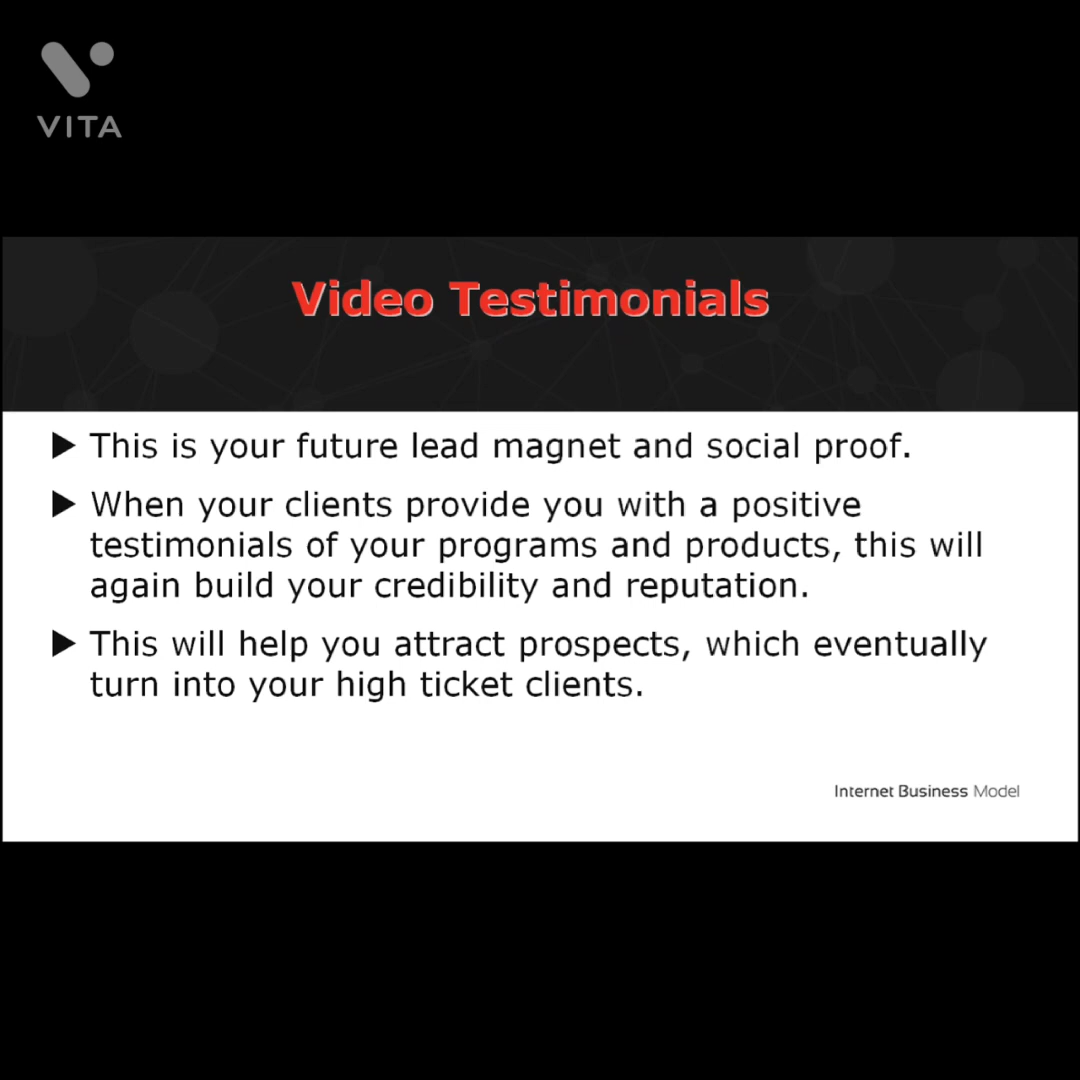 VITA
Video Testimonials
This is your future lead magnet and social proof.
When your clients provide you with a positive
testimonials of your programs and products, this will
again build your credibility and reputation.
This will help you attract prospects, which eventually
turn into your high ticket clients.
Internet Business Model